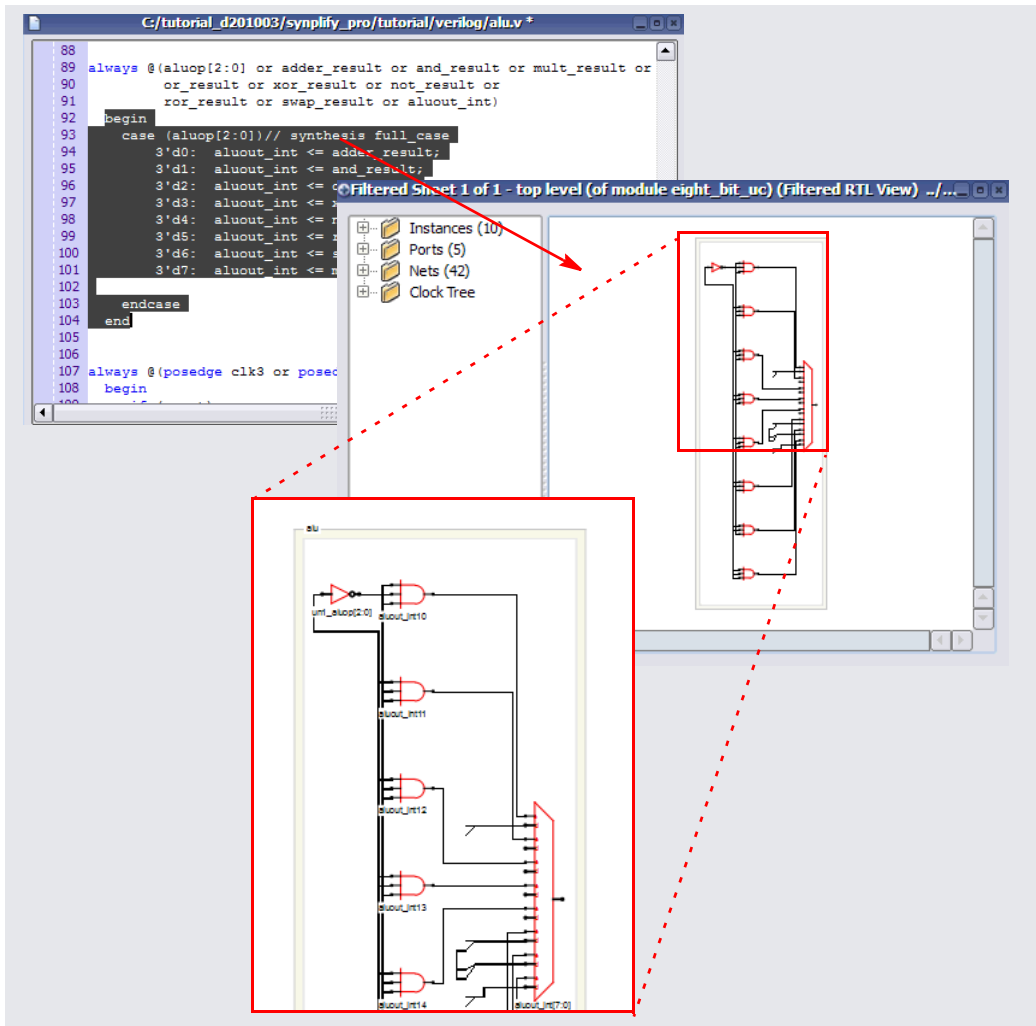 C:/tutorial_d201003/synplify_pro/tutorial/verilog/alu.v *
88
89 always @(aluop[2:0] or adder_result or and_result or mult_result or
90 or_result or xor_result or not_result or
91 ror_result or swap_result or aluout_int)
92 begin
93 case (aluop[2:0])// synthesis full_case
94 3'd0: aluout_int <= adder_result;
95 3'd1: aluout_int <= and_result;
96 3'd2: aluout_int <= o
97 3'd3: aluout_int <= x
98 3'd4: aluout_int <= n
99 3'd5: aluout_int <= r
100 3'd6: aluout_int <= s
101 3'd7: aluout_int <= m
102
103 endcase
104 end
105
106
107 always @(posedge clk3 or posed
108 begin
Filtered Sheet 1 of 1 - top level (of module eight_bit_uc) (Filtered RTL View) ../...
Instances (10)
Ports (5)
Nets (42)
Clock Tree
alu
un1_aluop[2:0]
aluout_int10
aluout_int11
aluout_int12
aluout_int13
aluout_int14
aluout_int[7:0]